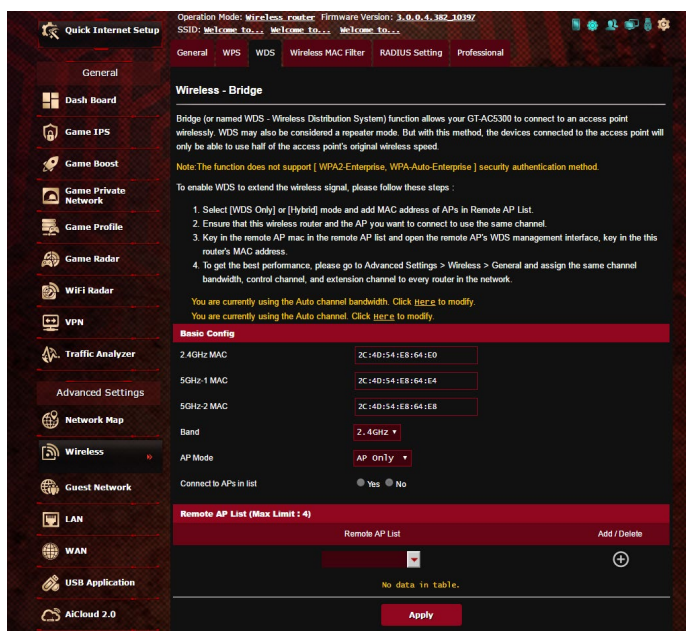 Quick Internet Setup
Operation Mode: Wireless router Firmware Version: 3.0.0.4.382_10397
SSID: Welcome to... Welcome to... Welcome to...
General WPS WDS Wireless MAC Filter RADIUS Setting Professional
General
Dash Board
Game IPS
Game Boost
Game Private
Network
Game Profile
Game Radar
WiFi Radar
VPN
Traffic Analyzer
Advanced Settings
Network Map
Wireless
Guest Network
LAN
WAN
USB Application
AiCloud 2.0
Wireless - Bridge
Bridge (or named WDS - Wireless Distribution System) function allows your GT-AC5300 to connect to an access point
wirelessly. WDS may also be considered a repeater mode. But with this method, the devices connected to the access point will
only be able to use half of the access point's original wireless speed.
Note:The function does not support [ WPA2-Enterprise, WPA-Auto-Enterprise ] security authentication method.
To enable WDS to extend the wireless signal, please follow these steps :
1. Select [WDS Only] or [Hybrid] mode and add MAC address of APs in Remote AP List.
2. Ensure that this wireless router and the AP you want to connect to use the same channel.
3. Key in the remote AP mac in the remote AP list and open the remote AP's WDS management interface, key in the this
router's MAC address.
4. To get the best performance, please go to Advanced Settings > Wireless > General and assign the same channel
bandwidth, control channel, and extension channel to every router in the network.
You are currently using the Auto channel bandwidth. Click Here to modify.
You are currently using the Auto channel. Click Here to modify.
Basic Config
2.4GHz MAC 2C:4D:54:E8:64:E0
5GHz-1 MAC 2C:4D:54:E8:64:E4
5GHz-2 MAC 2C:4D:54:E8:64:E8
Band 2.4GHz
AP Mode AP Only
Connect to APs in list Yes No
Remote AP List (Max Limit : 4)
Remote AP List Add / Delete
No data in table.
Apply